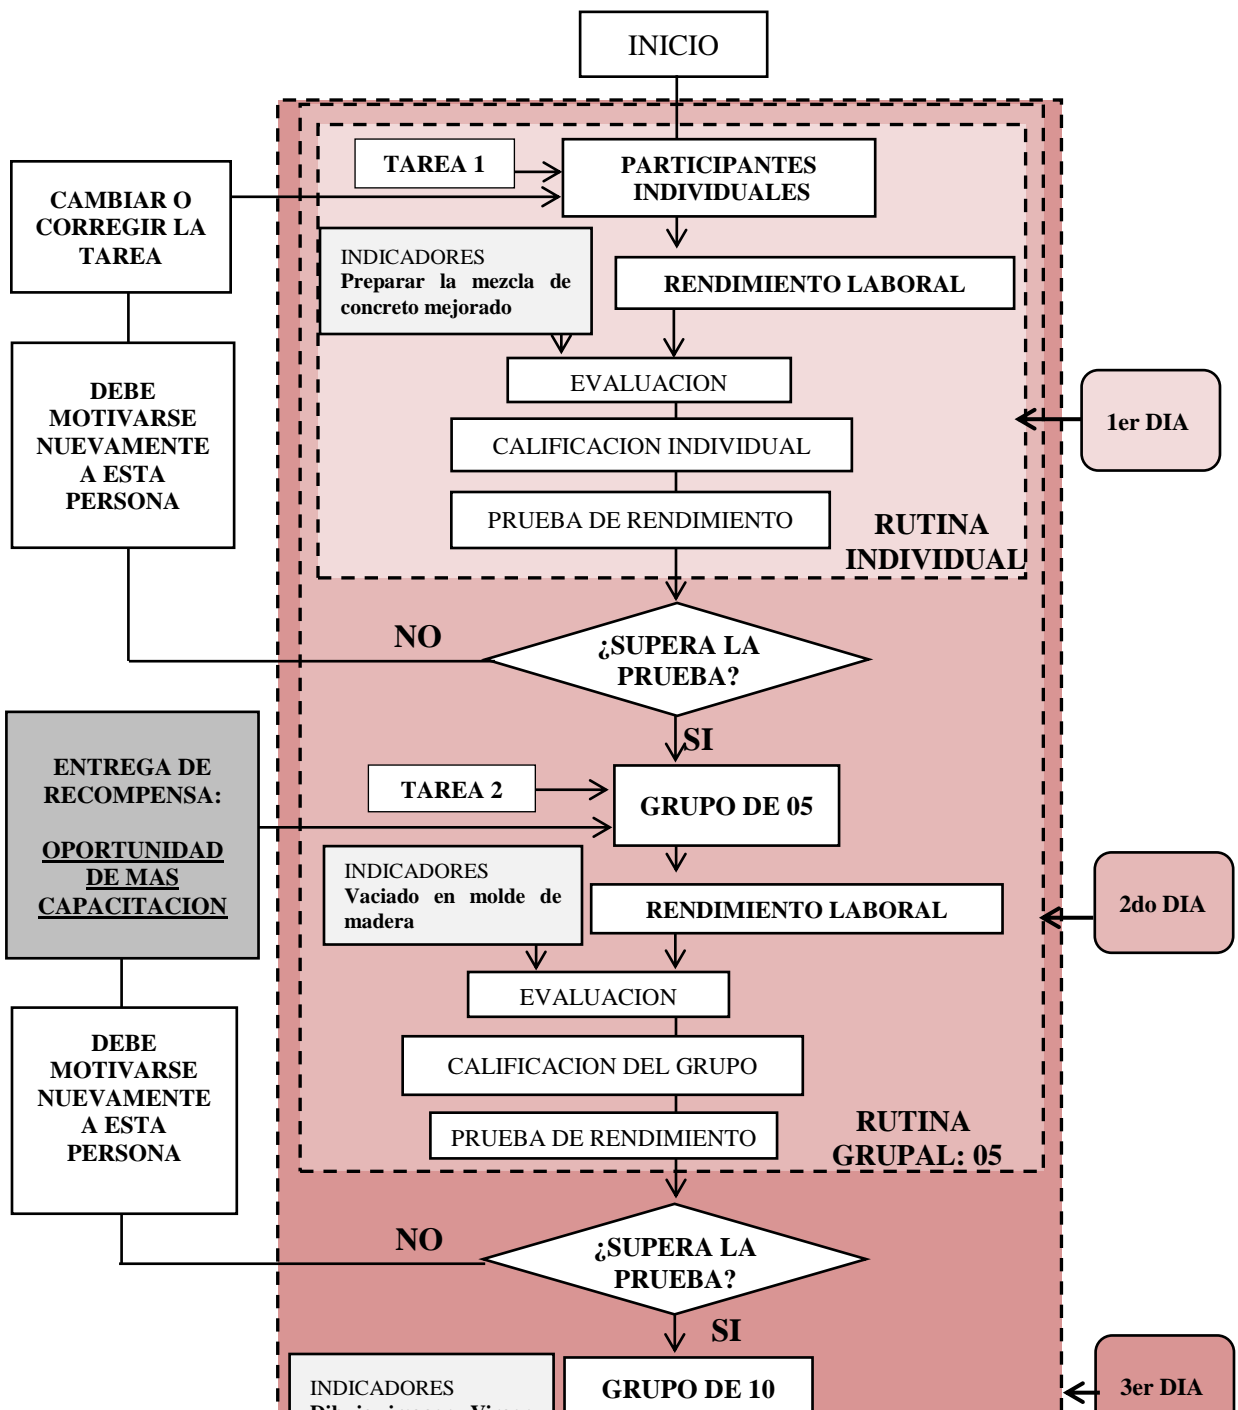 INICIO
TAREA 1
PARTICIPANTES
INDIVIDUALES
CAMBIAR O
CORREGIR LA
TAREA
INDICADORES
Preparar la mezcla de
concreto mejorado
RENDIMIENTO LABORAL
DEBE
MOTIVARSE
NUEVAMENTE
A ESTA
PERSONA
EVALUACION
1er DIA
CALIFICACION INDIVIDUAL
PRUEBA DE RENDIMIENTO
RUTINA
INDIVIDUAL
NO
¿SUPERA LA
PRUEBA?
SI
ENTREGA DE
RECOMPENSA:
OPORTUNIDAD
DE MAS
CAPACITACION
TAREA 2
GRUPO DE 05
INDICADORES
Vaciado en molde de
madera
RENDIMIENTO LABORAL
2do DIA
EVALUACION
DEBE
MOTIVARSE
NUEVAMENTE
A ESTA
PERSONA
CALIFICACION DEL GRUPO
PRUEBA DE RENDIMIENTO
RUTINA
GRUPAL: 05
NO
¿SUPERA LA
PRUEBA?
SI
INDICADORES
GRUPO DE 10
3er DIA